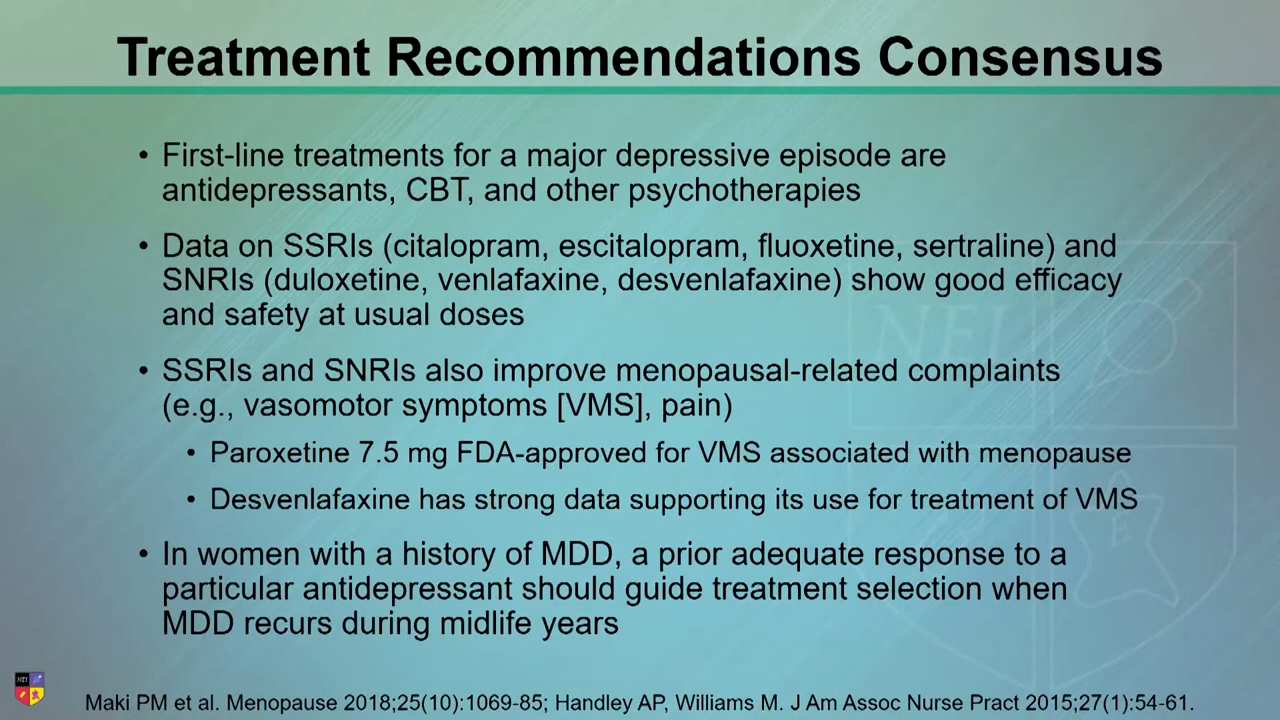 Treatment Recommendations Consensus
• First-line treatments for a major depressive episode are
antidepressants, CBT, and other psychotherapies
• Data on SSRIs (citalopram, escitalopram, fluoxetine, sertraline) and
SNRIs (duloxetine, venlafaxine, desvenlafaxine) show good efficacy
and safety at usual doses
• SSRIs and SNRIs also improve menopausal-related complaints
(e.g., vasomotor symptoms [VMS], pain)
• Paroxetine 7.5 mg FDA-approved for VMS associated with menopause
• Desvenlafaxine has strong data supporting its use for treatment of VMS
• In women with a history of MDD, a prior adequate response to a
particular antidepressant should guide treatment selection when
MDD recurs during midlife years
NEI
NEI
Maki PM et al. Menopause 2018;25(10):1069-85; Handley AP, Williams M. J Am Assoc Nurse Pract 2015;27(1):54-61.